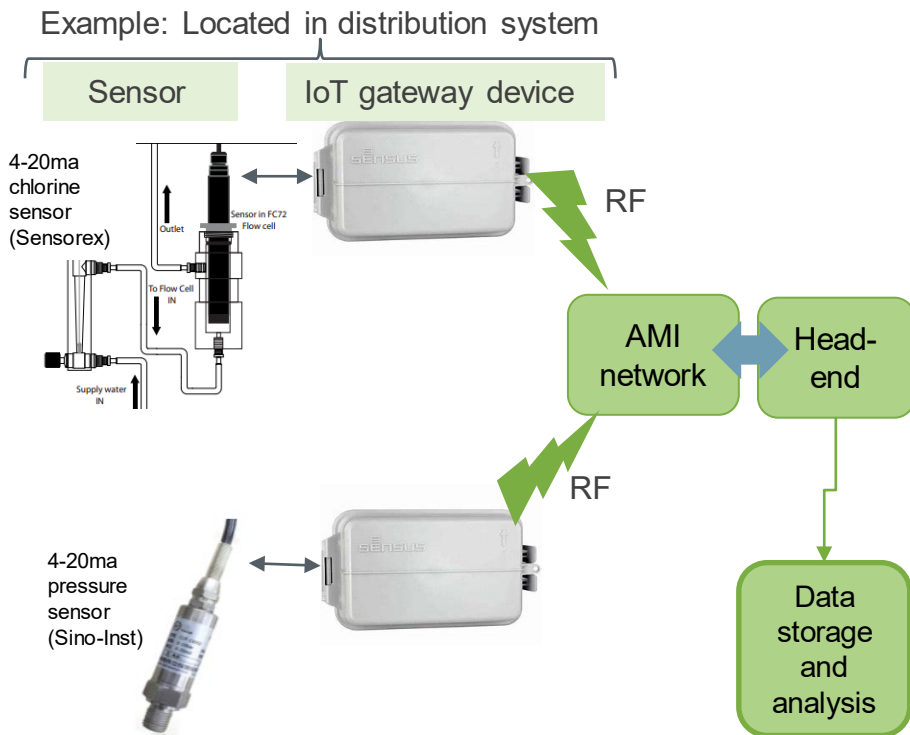 Example: Located in distribution system
Sensor
IoT gateway device
4-20ma
chlorine
sensor
(Sensorex)
Outlet
Sensor in FC72
Flow cell
To Flow Cell
IN
Supply water
IN
sensus
RF
AMI
network
Head-
end
RF
sensus
4-20ma
pressure
sensor
(Sino-Inst)
Data
storage
and
analysis